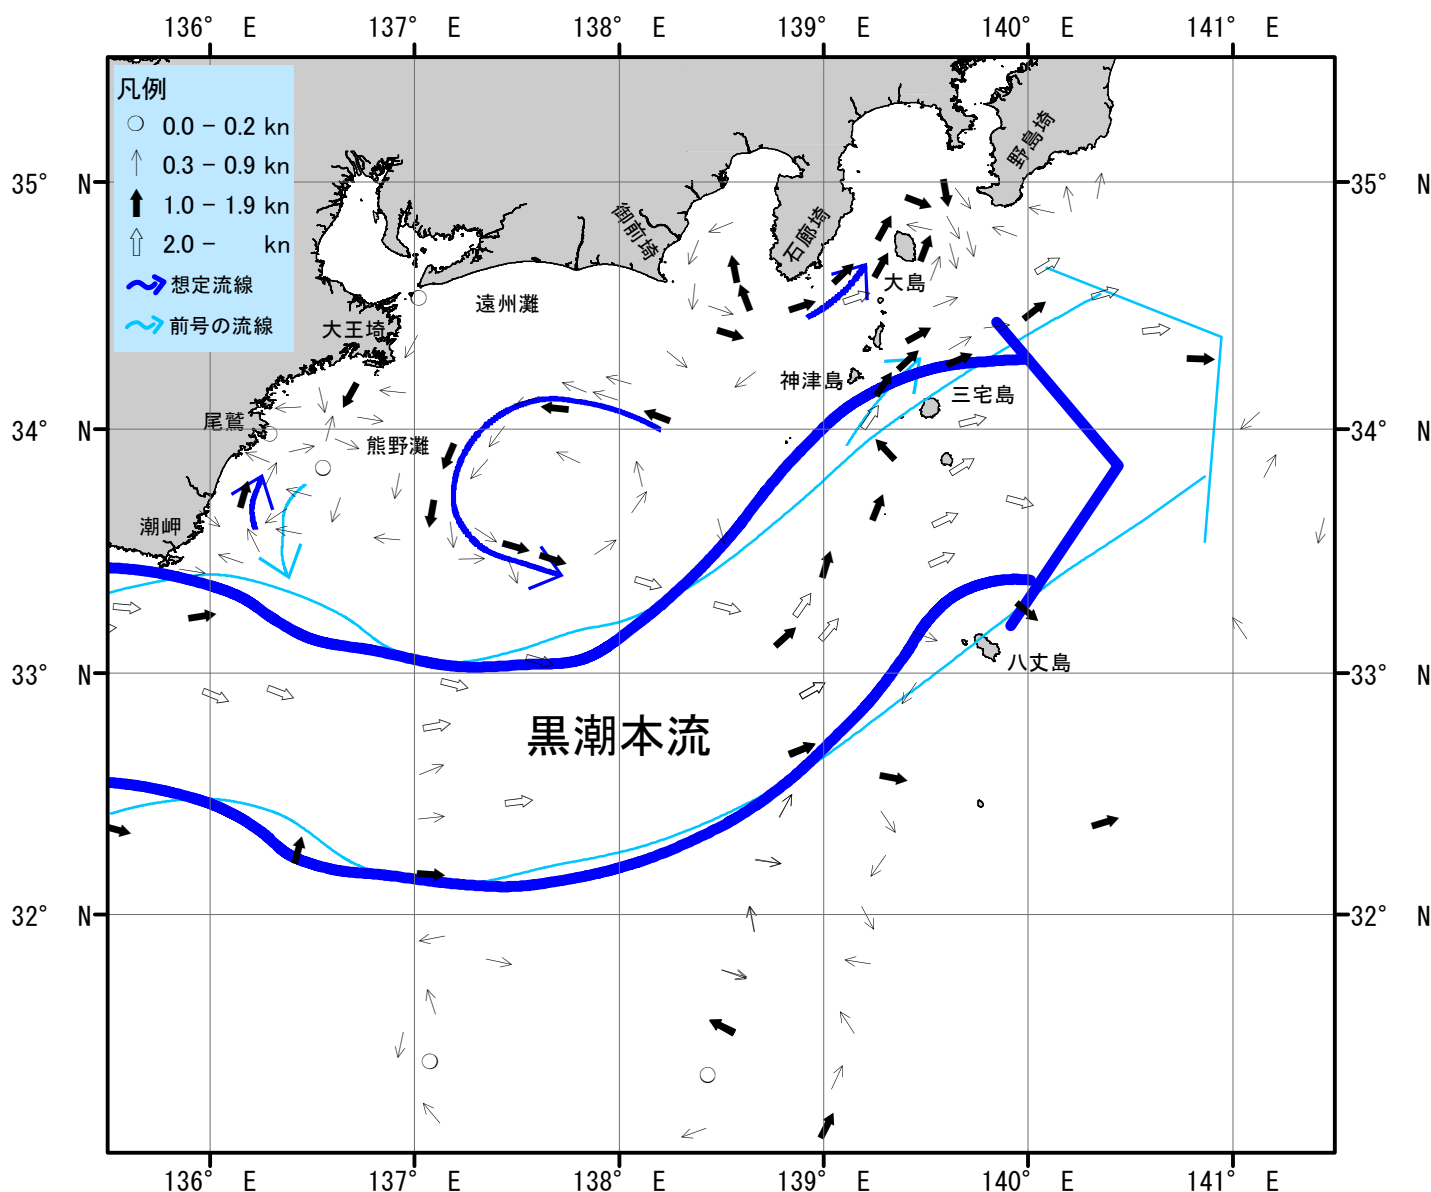 136° E 137° E 138° E 139° E 140° E 141° E
凡例
0.0 - 0.2 kn
0.3 - 0.9 kn
1.0 - 1.9 kn
2.0 - kn
想定流線
前号の流線
野島埼
35° N
35° N
御前埼
石廊埼
大島
遠州灘
大王埼
神津島
三宅島
尾鷲
34° N
熊野灘
34° N
潮岬
八丈島
33° N
33° N
黒潮本流
32° N
32° N
136° E 137° E 138° E 139° E 140° E 141° E